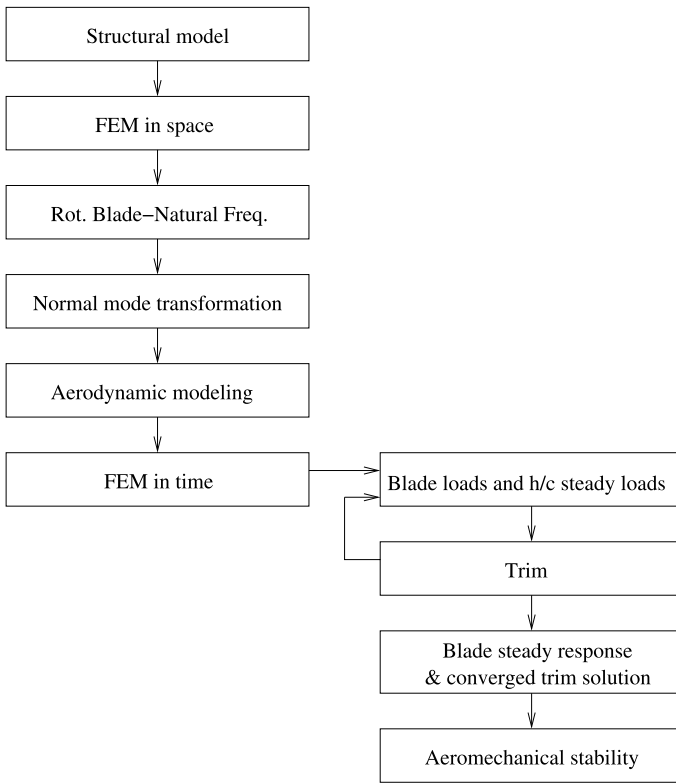 Structural model
FEM in space
Rot. Blade−Natural Freq.
Normal mode transformation
Aerodynamic modeling
FEM in time
Blade loads and h/c steady loads
Trim
Blade steady response
& converged trim solution
Aeromechanical stability